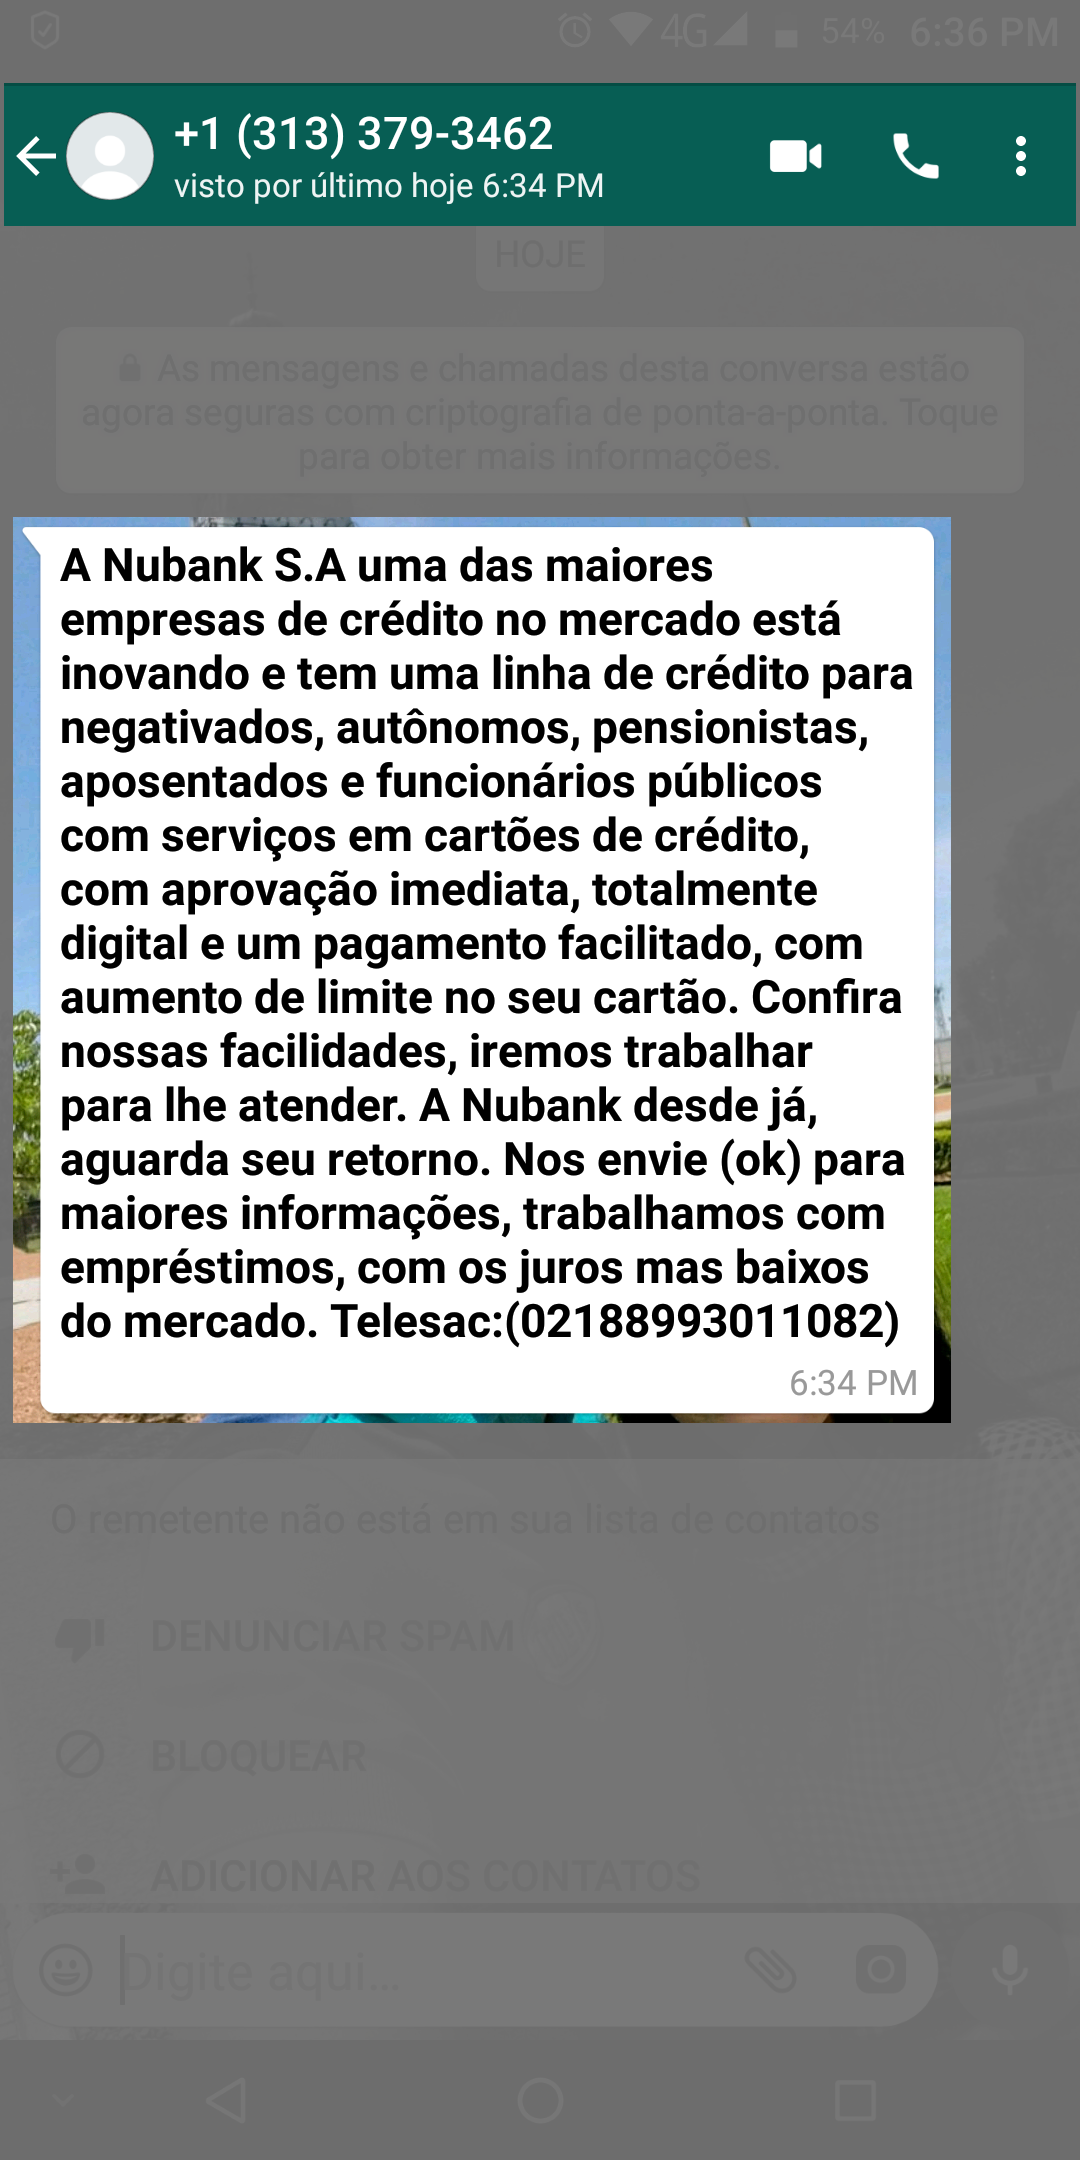 4G 54% 6:36 PM
+1 (313) 379-3462
visto por último hoje 6:34 PM
HOJE
As mensagens e chamadas desta conversa estão
agora seguras com criptografia de ponta-a-ponta. Toque
para obter mais informações.
A Nubank S.A uma das maiores
empresas de crédito no mercado está
inovando e tem uma linha de crédito para
negativados, autônomos, pensionistas,
aposentados e funcionários públicos
com serviços em cartões de crédito,
com aprovação imediata, totalmente
digital e um pagamento facilitado, com
aumento de limite no seu cartão. Confira
nossas facilidades, iremos trabalhar
para lhe atender. A Nubank desde já,
aguarda seu retorno. Nos envie (ok) para
maiores informações, trabalhamos com
empréstimos, com os juros mas baixos
do mercado. Telesac:(02188993011082)
6:34 PM
O remetente não está em sua lista de contatos
DENUNCIAR SPAM
BLOQUEAR
ADICIONAR AOS CONTATOS
Digite aqui...